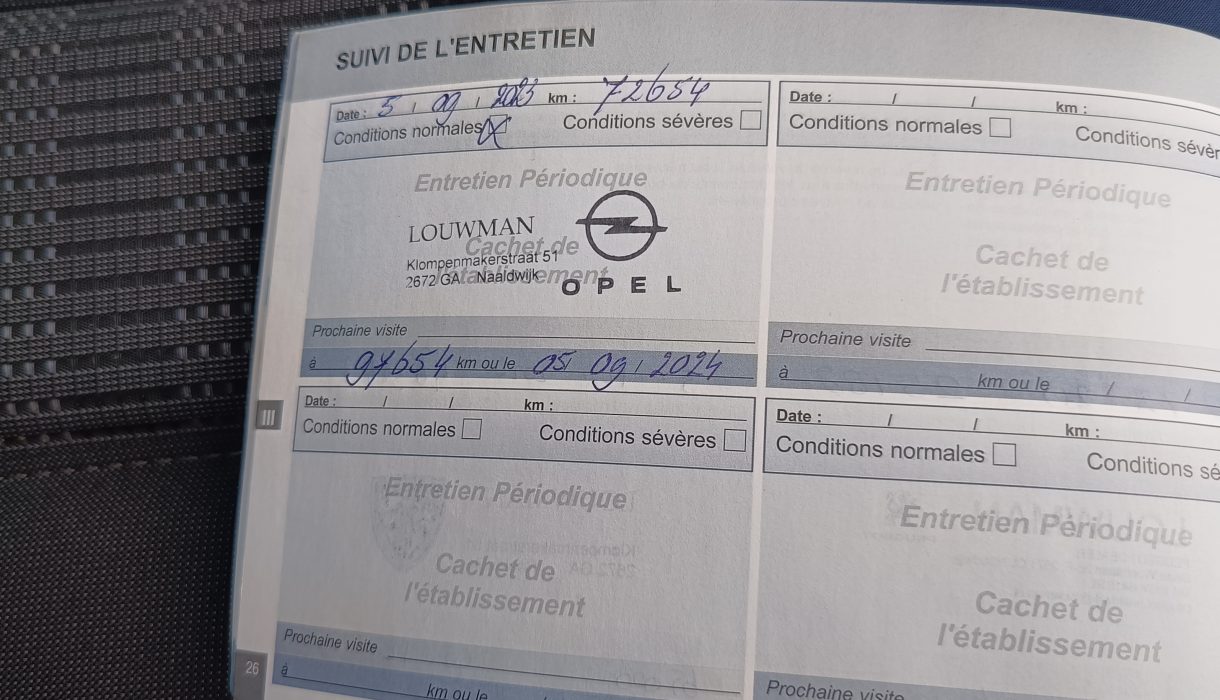 SUIVI DE L'ENTRETIEN
Date : 5 / 09 / 2023 km : 72654
Conditions normales Conditions sévères
Entretien Périodique
LOUWMAN
Cachet de
Klompenmakerstraat 51
l'établissement
2672 GA Naaldwijk
OPEL
Prochaine visite
à 97654 km ou le 05 / 09 / 2024
Date : / / km :
Conditions normales Conditions sévèr
Entretien Périodique
Cachet de
l'établissement
Prochaine visite
à km ou le / /
III
Date : / / km :
Conditions normales Conditions sévères
Entretien Périodique
Cachet de
l'établissement
Prochaine visite
26
à km ou le
Date : / / km :
Conditions normales Conditions sé
Entretien Périodique
Cachet de
l'établissement
Prochaine visite